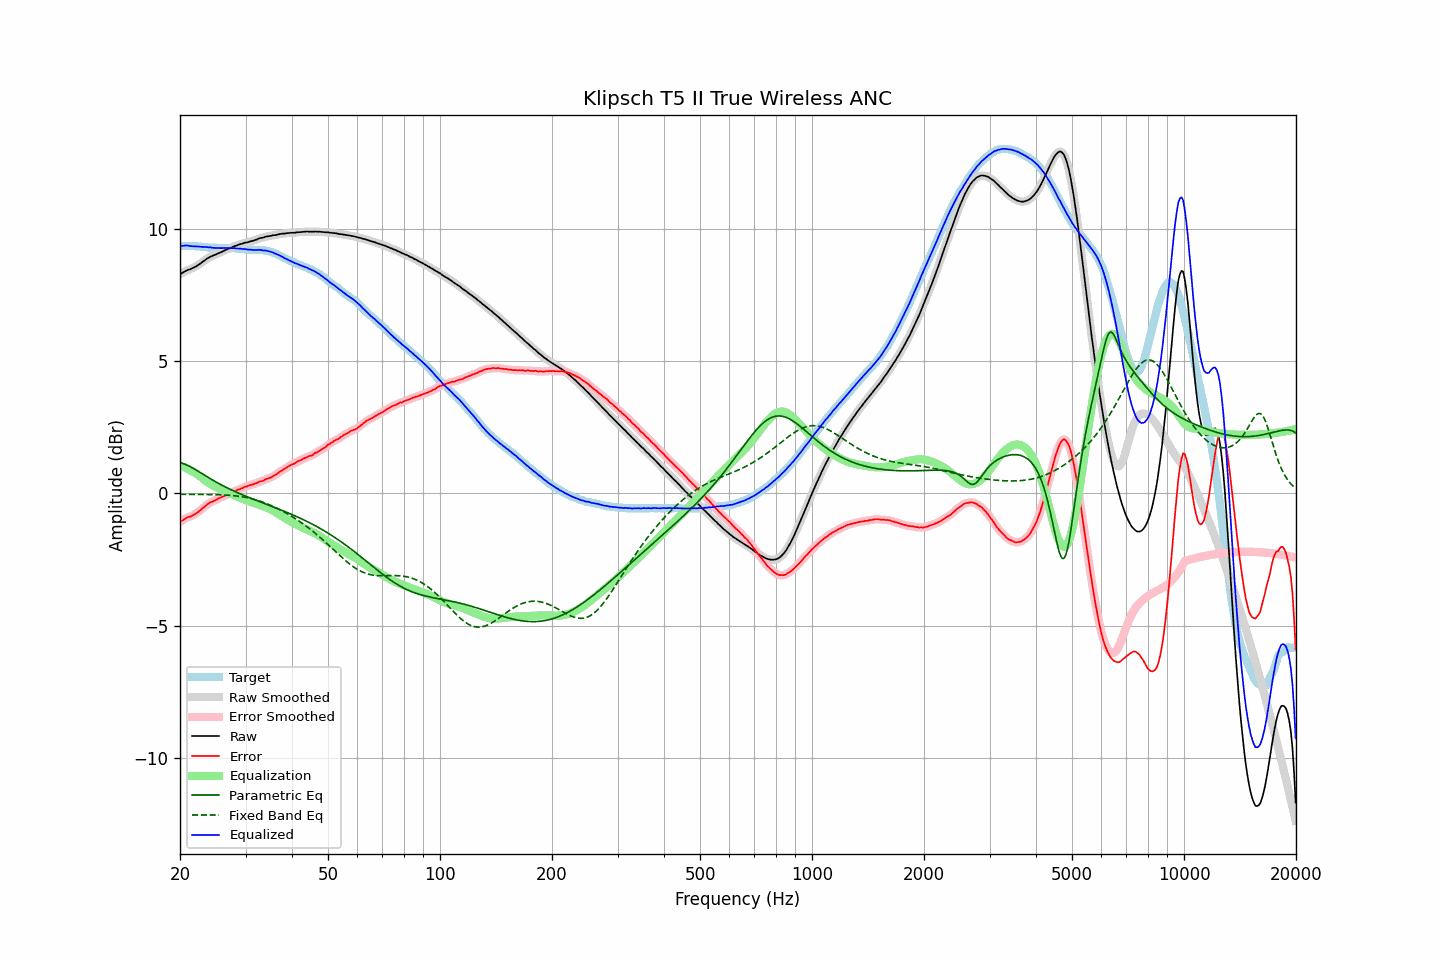 Klipsch T5 II True Wireless ANC
Amplitude (dBr)
10
5
0
−5
−10
Target
Raw Smoothed
Error Smoothed
Raw
Error
Equalization
Parametric Eq
Fixed Band Eq
Equalized
20 50 100 200 500 1000 2000 5000 10000 20000
Frequency (Hz)